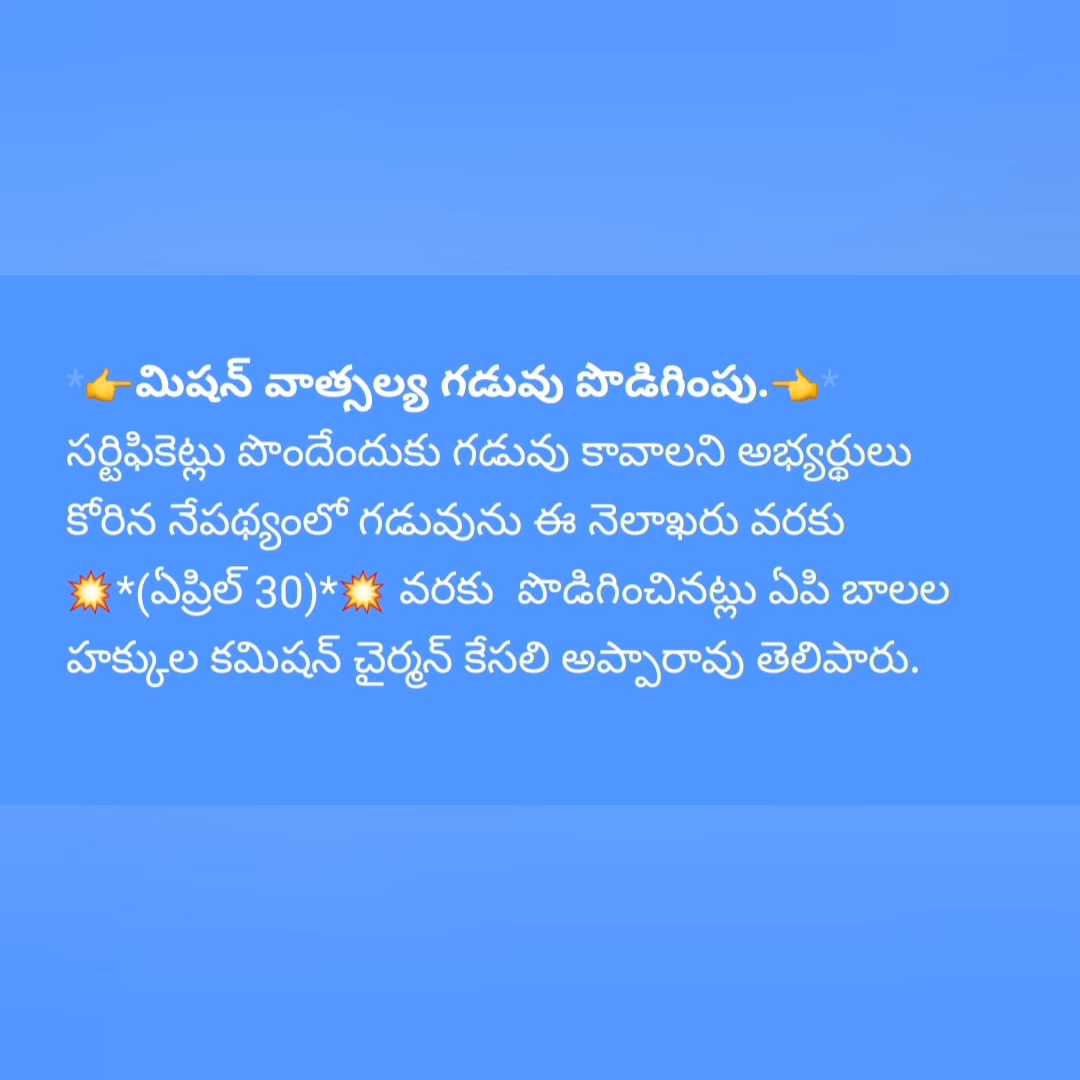 *👉మిషన్ వాత్సల్య గడువు పొడిగింపు.👈*
సర్టిఫికెట్లు పొందేందుకు గడువు కావాలని అభ్యర్థులు
కోరిన నేపథ్యంలో గడువును ఈ నెలాఖరు వరకు
💥*(ఏప్రిల్ 30)*💥 వరకు  పొడిగించినట్లు ఏపి బాలల
హక్కుల కమిషన్ చైర్మన్ కేసలి అప్పారావు తెలిపారు.